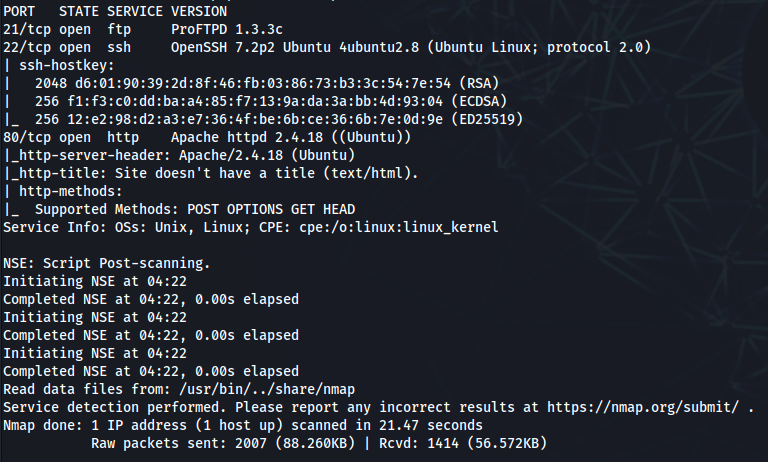 PORT   STATE SERVICE VERSION
21/tcp open  ftp     ProFTPD 1.3.3c
22/tcp open  ssh     OpenSSH 7.2p2 Ubuntu 4ubuntu2.8 (Ubuntu Linux; protocol 2.0)
| ssh-hostkey:
|   2048 d6:01:90:39:2d:8f:46:fb:03:86:73:b3:3c:54:7e:54 (RSA)
|   256 f1:f3:c0:dd:ba:a4:85:f7:13:9a:da:3a:bb:4d:93:04 (ECDSA)
|_  256 12:e2:98:d2:a3:e7:36:4f:be:6b:ce:36:6b:7e:0d:9e (ED25519)
80/tcp open  http    Apache httpd 2.4.18 ((Ubuntu))
|_http-server-header: Apache/2.4.18 (Ubuntu)
|_http-title: Site doesn't have a title (text/html).
| http-methods:
|_  Supported Methods: POST OPTIONS GET HEAD
Service Info: OSs: Unix, Linux; CPE: cpe:/o:linux:linux_kernel
NSE: Script Post-scanning.
Initiating NSE at 04:22
Completed NSE at 04:22, 0.00s elapsed
Initiating NSE at 04:22
Completed NSE at 04:22, 0.00s elapsed
Initiating NSE at 04:22
Completed NSE at 04:22, 0.00s elapsed
Read data files from: /usr/bin/../share/nmap
Service detection performed. Please report any incorrect results at https://nmap.org/submit/ .
Nmap done: 1 IP address (1 host up) scanned in 21.47 seconds
           Raw packets sent: 2007 (88.260KB) | Rcvd: 1414 (56.572KB)